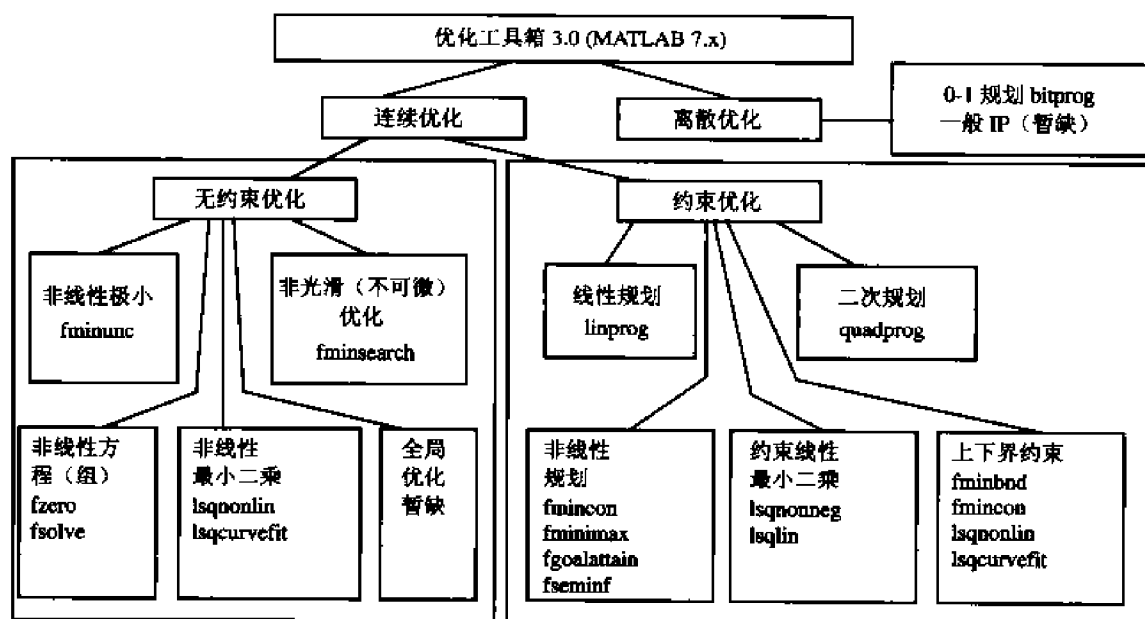 优化工具箱 3.0 (MATLAB 7.x)
0-1 规划 bitprog
一般 IP（暂缺）
连续优化
离散优化
无约束优化
约束优化
非线性极小
fminunc
非光滑（不可微）
优化
fminsearch
线性规划
linprog
二次规划
quadprog
非线性方
程（组）
fzero
fsolve
非线性
最小二乘
lsqnonlin
lsqcurvefit
全局
优化
暂缺
非线性
规划
fmincon
fminimax
fgoalattain
fseminf
约束线性
最小二乘
lsqnonneg
lsqlin
上下界约束
fminbnd
fmincon
lsqnonlin
lsqcurvefit